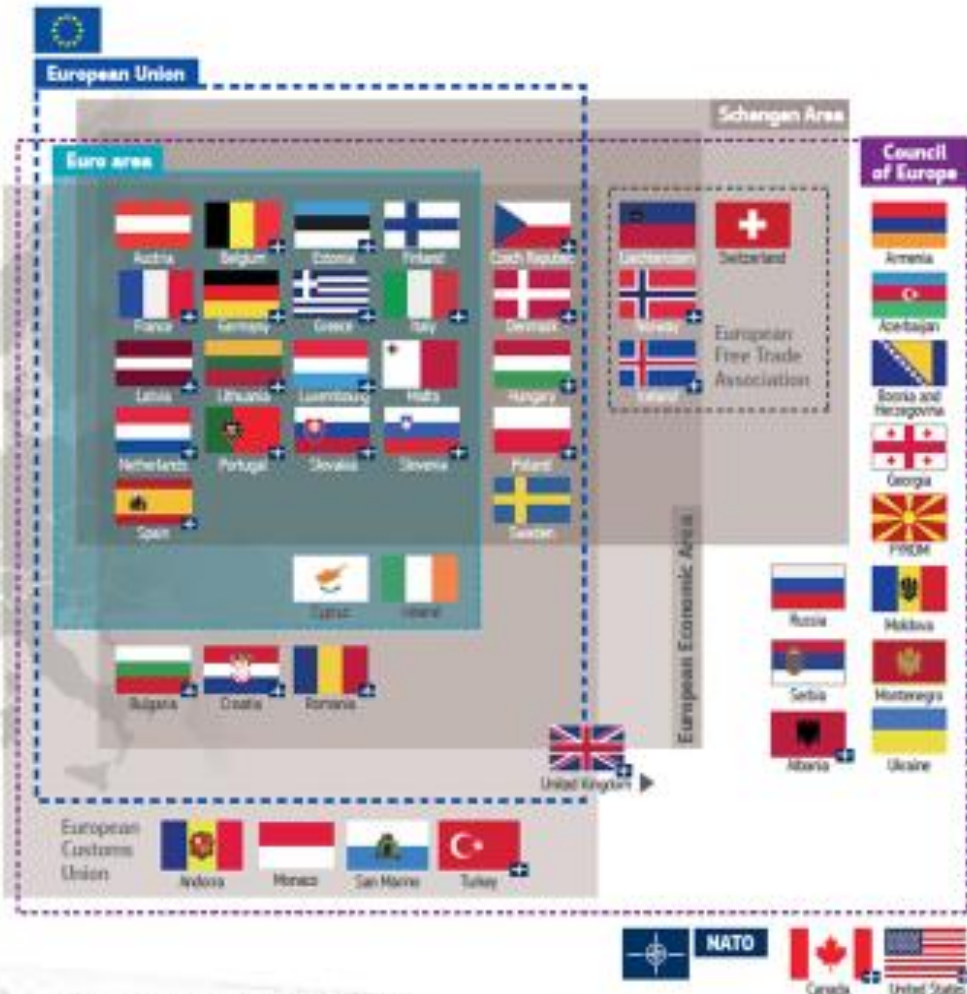 European Union
Schengen Area
Euro area
Council
of Europe
Austria
Belgium
Estonia
Finland
Czech Republic
Liechtenstein
Switzerland
Armenia
France
Germany
Greece
Italy
Denmark
Norway
European
Free Trade
Association
Azerbaijan
Latvia
Lithuania
Luxembourg
Malta
Hungary
Iceland
Bosnia and
Herzegovina
Netherlands
Portugal
Slovakia
Slovenia
Poland
Georgia
Spain
Sweden
FYROM
European Economic Area
Cyprus
Ireland
Russia
Moldova
Bulgaria
Croatia
Romania
Serbia
Montenegro
United Kingdom
Albania
Ukraine
European
Customs
Union
Andorra
Monaco
San Marino
Turkey
NATO
Canada
United States